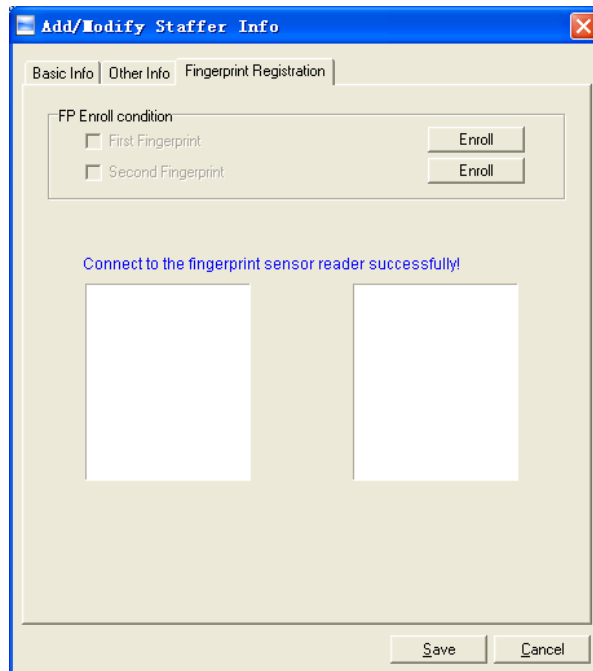 Add/Modify Staffer Info
Basic Info Other Info Fingerprint Registration
FP Enroll condition
First Fingerprint Enroll
Second Fingerprint Enroll
Connect to the fingerprint sensor reader successfully!
Save Cancel